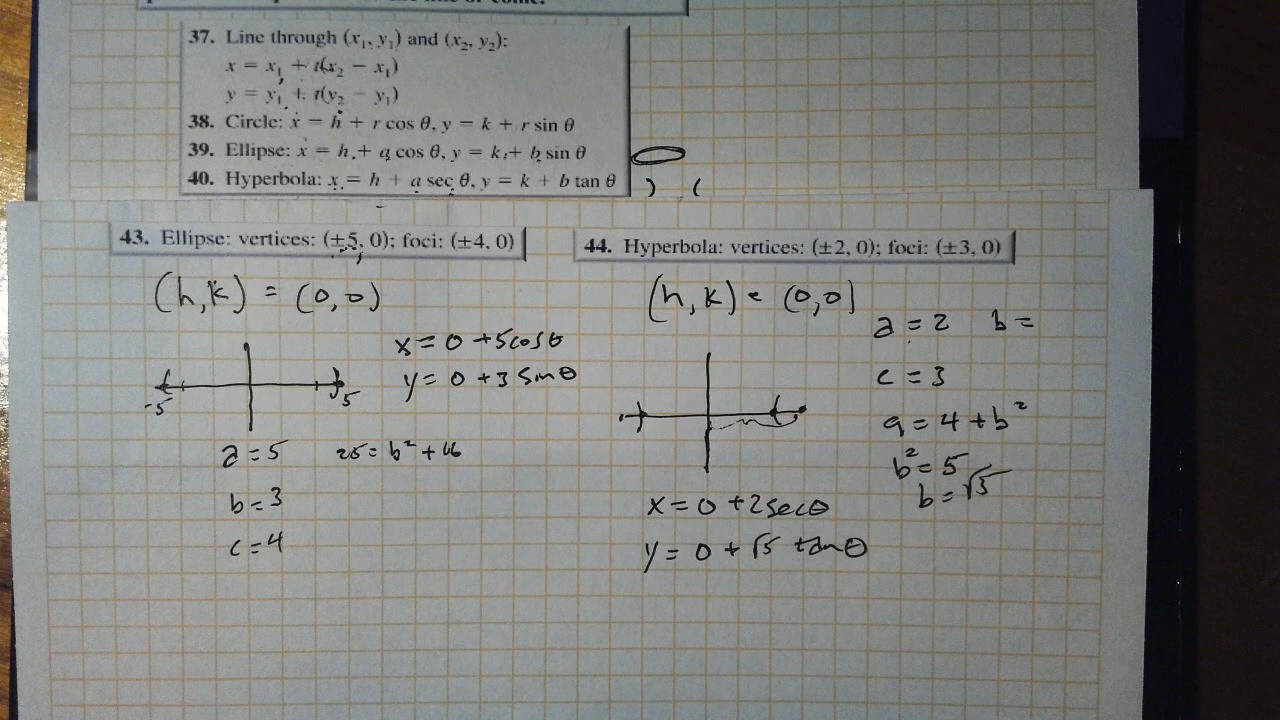 37. Line through (x₁, y₁) and (x₂, y₂):
x = x₁ + t(x₂ − x₁)
y = y₁ + t(y₂ − y₁)
38. Circle: x = h + r cos θ, y = k + r sin θ
39. Ellipse: x = h + a cos θ, y = k + b sin θ
40. Hyperbola: x = h + a sec θ, y = k + b tan θ
43. Ellipse: vertices: (±5, 0); foci: (±4, 0)
(h,k) = (0,0)
x = 0 + 5cosθ
y = 0 + 3 sinθ
-5 5
a = 5 25 = b² + 16
b = 3
c = 4
44. Hyperbola: vertices: (±2, 0); foci: (±3, 0)
(h,k) = (0,0)
a = 2 b =
c = 3
9 = 4 + b²
b² = 5
b = √5
x = 0 + 2secθ
y = 0 + √5 tanθ